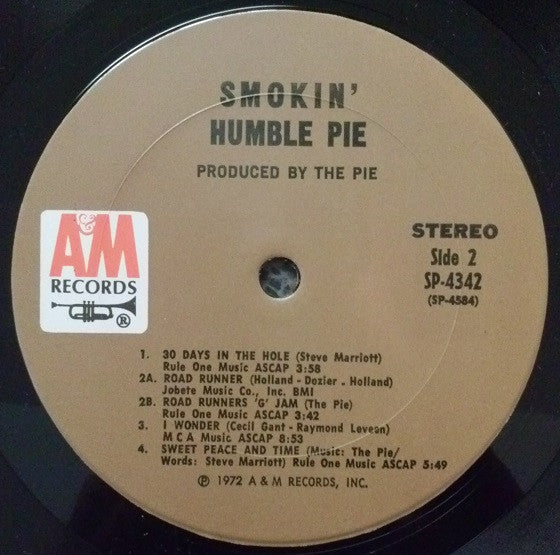 SMOKIN'
HUMBLE PIE
PRODUCED BY THE PIE
A&M
RECORDS
®
STEREO
Side 2
SP-4342
(SP-4584)
1. 30 DAYS IN THE HOLE (Steve Marriott)
Rule One Music ASCAP 3:58
2A. ROAD RUNNER (Holland - Dozier - Holland)
Jobete Music Co., Inc. BMI
2B. ROAD RUNNERS 'G' JAM (The Pie)
Rule One Music ASCAP 3:42
3. I WONDER (Cecil Gant - Raymond Leveen)
M C A Music ASCAP 8:53
4. SWEET PEACE AND TIME (Music: The Pie/
Words: Steve Marriott) Rule One Music ASCAP 5:49
℗ 1972 A & M RECORDS, INC.